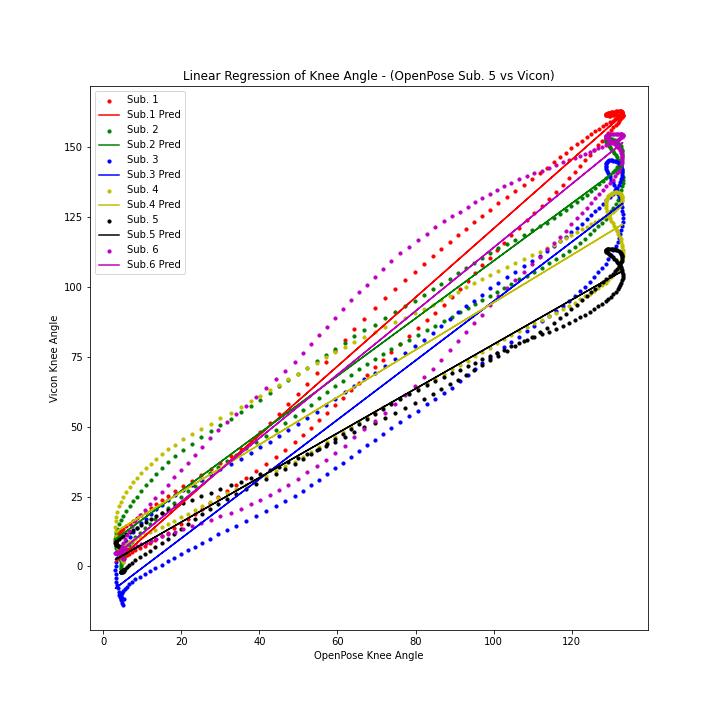 Linear Regression of Knee Angle - (OpenPose Sub. 5 vs Vicon)
Sub. 1
Sub.1 Pred
Sub. 2
Sub.2 Pred
Sub. 3
Sub.3 Pred
Sub. 4
Sub.4 Pred
Sub. 5
Sub.5 Pred
Sub. 6
Sub.6 Pred
Vicon Knee Angle
150
125
100
75
50
25
0
0 20 40 60 80 100 120
OpenPose Knee Angle